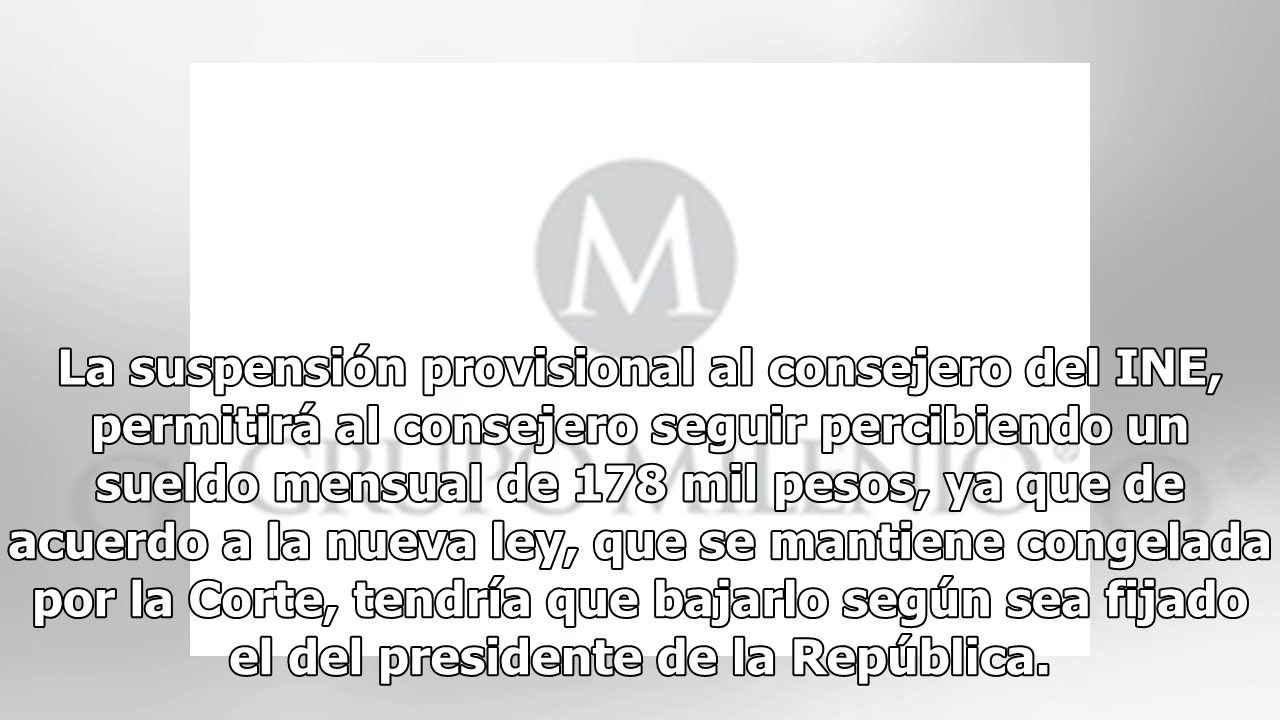 M
GRUPO MILENIO®
La suspensión provisional al consejero del INE,
permitirá al consejero seguir percibiendo un
sueldo mensual de 178 mil pesos, ya que de
acuerdo a la nueva ley, que se mantiene congelada
por la Corte, tendría que bajarlo según sea fijado
el del presidente de la República.